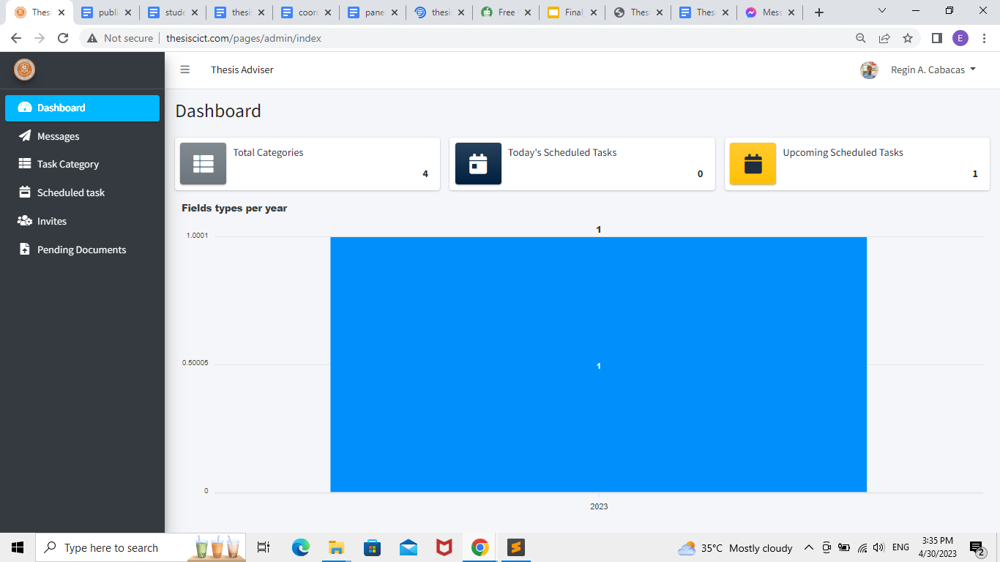 Thesi
publi
stude
thesis
coord
pane
thesi
Free
Final
Thes
Thes
Mess
Not secure
thesiscict.com/pages/admin/index
E
Thesis Adviser
Regin A. Cabacas
Dashboard
Messages
Task Category
Scheduled task
Invites
Pending Documents
Dashboard
Total Categories
4
Today's Scheduled Tasks
0
Upcoming Scheduled Tasks
1
Fields types per year
1
1.0001
0.50005
0
1
2023
Type here to search
35°C Mostly cloudy
ENG
3:35 PM
4/30/2023
2